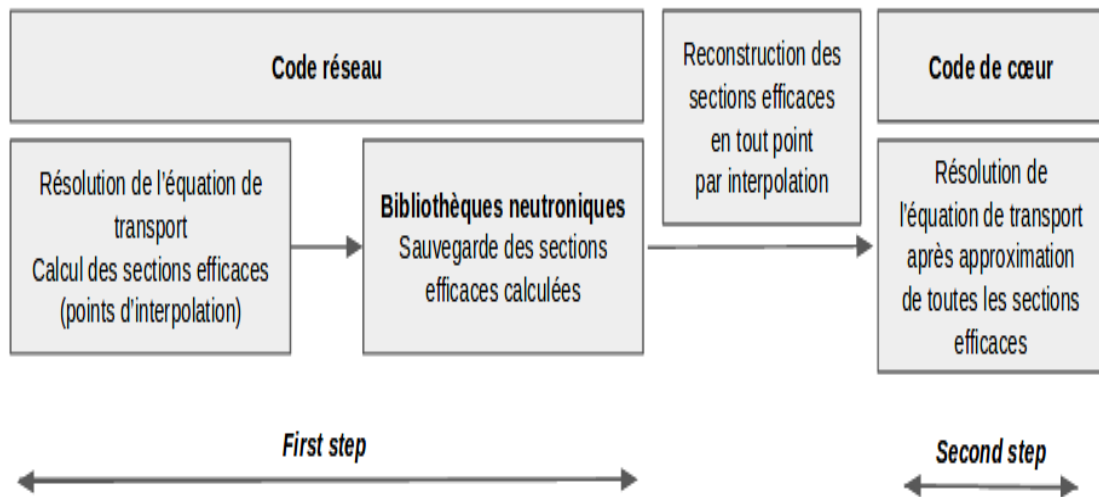 Code réseau
Résolution de l'équation de
transport
Calcul des sections efficaces
(points d'interpolation)
Bibliothèques neutroniques
Sauvegarde des sections
efficaces calculées
Reconstruction des
sections efficaces
en tout point
par interpolation
Code de cœur
Résolution de
l'équation de transport
après approximation
de toutes les sections
efficaces
First step
Second step